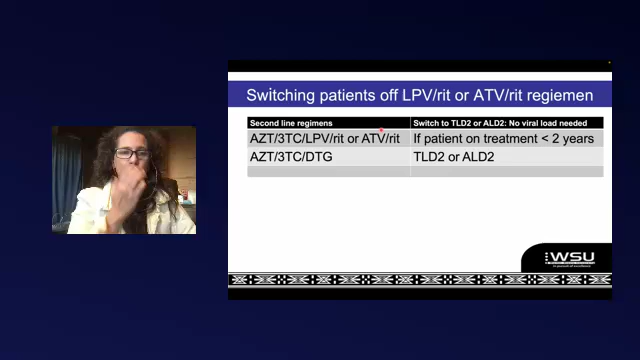 Switching patients off LPV/rit or ATV/rit regiemen
Second line regimens
Switch to TLD2 or ALD2: No viral load needed
AZT/3TC/LPV/rit or ATV/rit
If patient on treatment < 2 years
AZT/3TC/DTG
TLD2 or ALD2
WSU